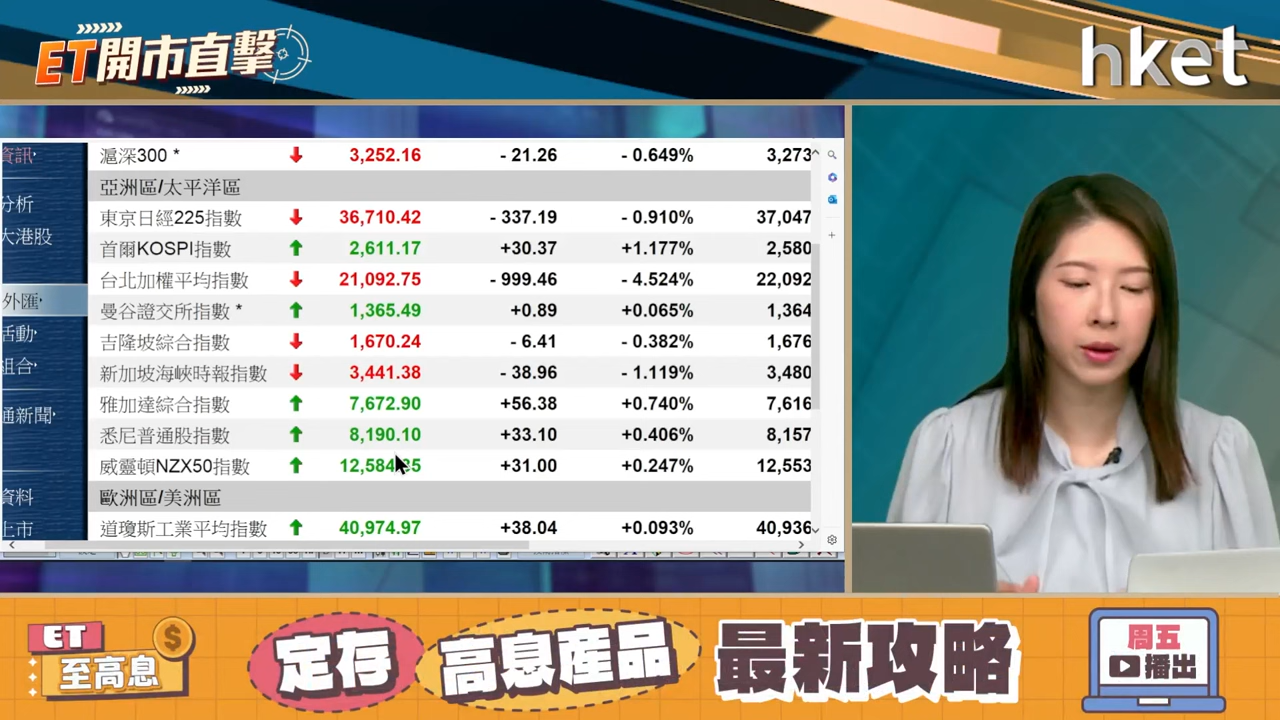 ET開市直擊
hket
資訊
滬深300 * 3,252.16 - 21.26 - 0.649% 3,273
亞洲區/太平洋區
分析
東京日經225指數 36,710.42 - 337.19 - 0.910% 37,047
大港股
首爾KOSPI指數 2,611.17 +30.37 +1.177% 2,580
台北加權平均指數 21,092.75 - 999.46 - 4.524% 22,092
外匯
曼谷證交所指數 * 1,365.49 +0.89 +0.065% 1,364
活動
吉隆坡綜合指數 1,670.24 - 6.41 - 0.382% 1,676
組合
新加坡海峽時報指數 3,441.38 - 38.96 - 1.119% 3,480
雅加達綜合指數 7,672.90 +56.38 +0.740% 7,616
通新聞
悉尼普通股指數 8,190.10 +33.10 +0.406% 8,157
威靈頓NZX50指數 12,584 25 +31.00 +0.247% 12,553
資料
歐洲區/美洲區
上市
道瓊斯工業平均指數 40,974.97 +38.04 +0.093% 40,936
ET
至高息
定存
高息產品
最新攻略
周五
播出